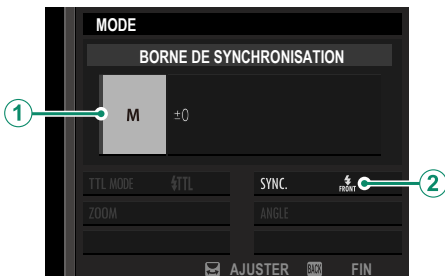 MODE
BORNE DE SYNCHRONISATION
1 M ±0
TTL MODE TTL SYNC. FRONT 2
ZOOM ANGLE
AJUSTER BACK FIN